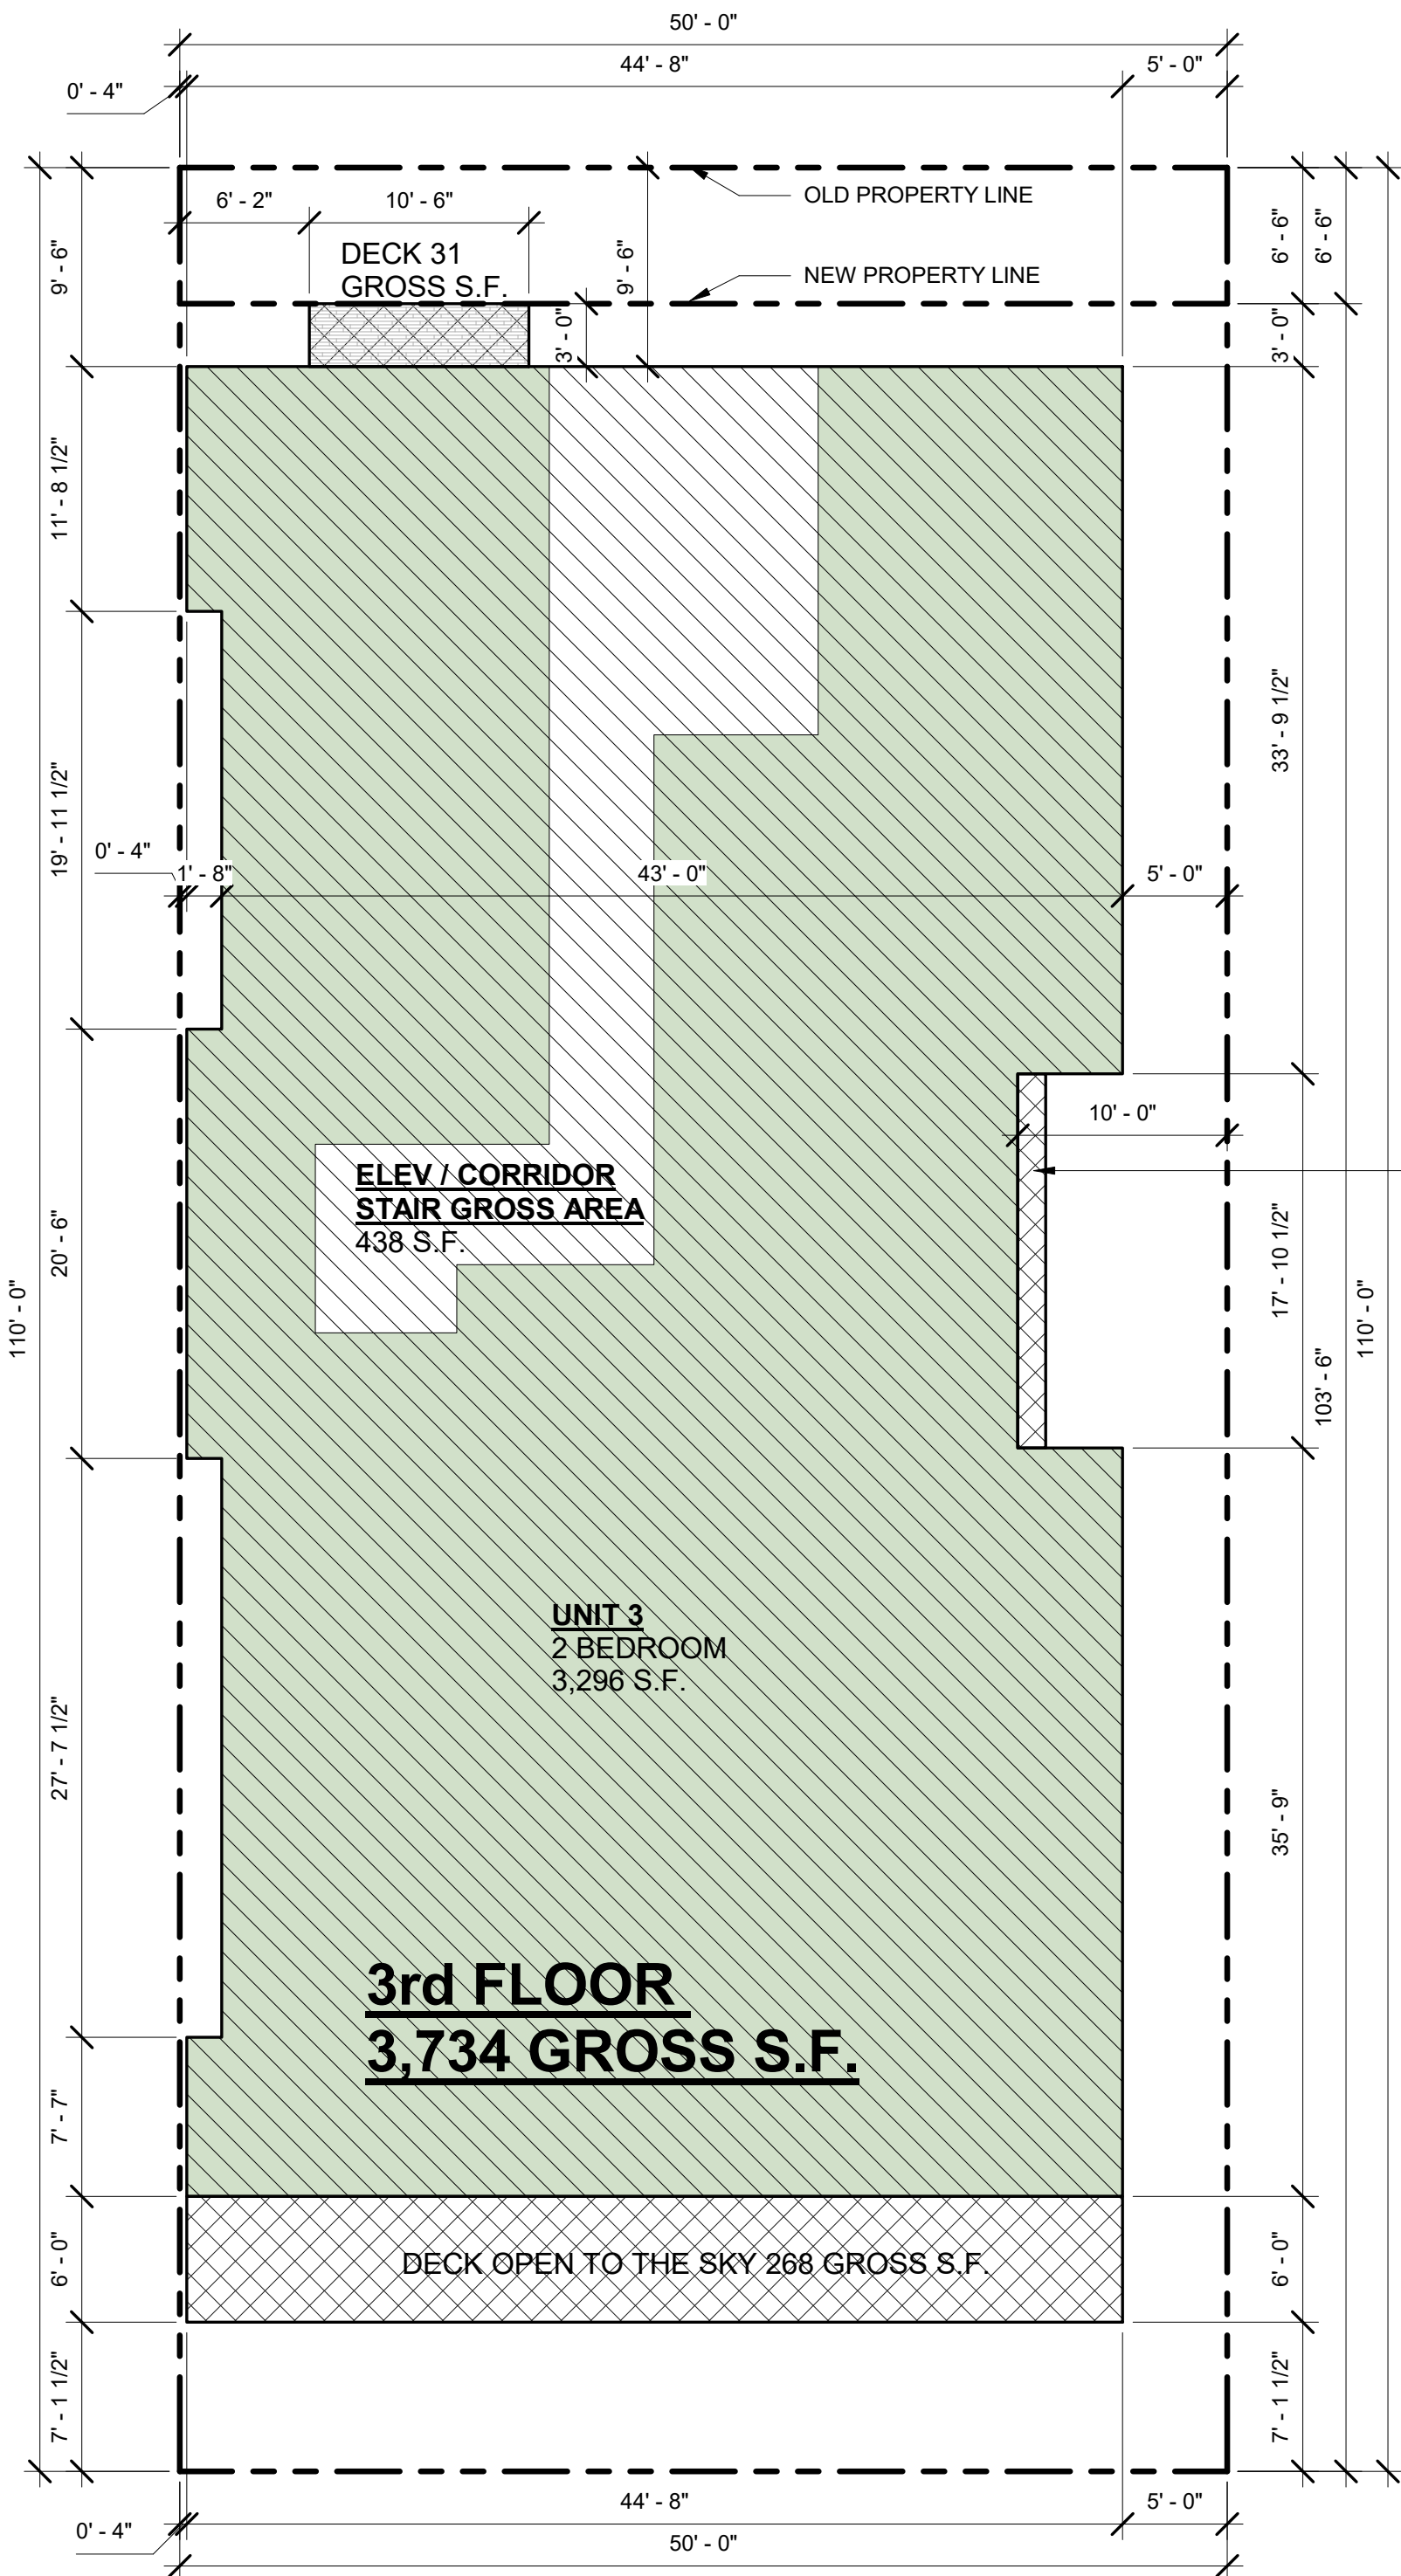 50' - 0"
44' - 8"
5' - 0"
0' - 4"
OLD PROPERTY LINE
6' - 2"
10' - 6"
9' - 6"
DECK 31
GROSS S.F.
9' - 6"
6' - 6"
6' - 6"
NEW PROPERTY LINE
3' - 0"
3' - 0"
11' - 8 1/2"
33' - 9 1/2"
19' - 11 1/2"
0' - 4"
1' - 8"
43' - 0"
5' - 0"
10' - 0"
ELEV / CORRIDOR
STAIR GROSS AREA
438 S.F.
20' - 6"
17' - 10 1/2"
110' - 0"
110' - 0"
103' - 6"
UNIT 3
2 BEDROOM
3,296 S.F.
27' - 7 1/2"
35' - 9"
3rd FLOOR
3,734 GROSS S.F.
7' - 7"
6' - 0"
DECK OPEN TO THE SKY 268 GROSS S.F.
6' - 0"
7' - 1 1/2"
7' - 1 1/2"
44' - 8"
5' - 0"
0' - 4"
50' - 0"